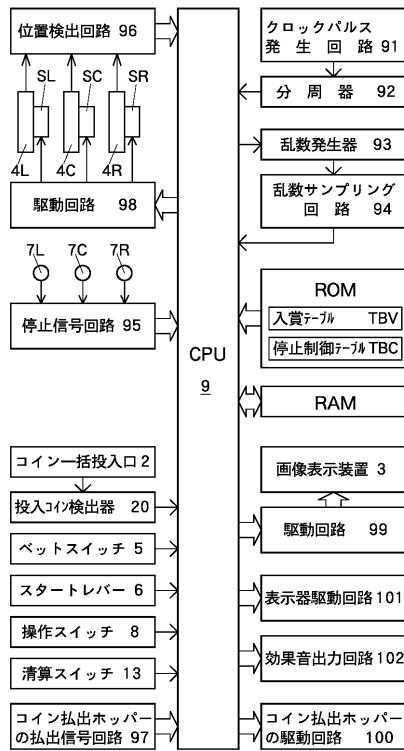 位置検出回路 96
SL SC SR
4L 4C 4R
駆動回路 98
7L 7C 7R
停止信号回路 95
コイン一括投入口 2
投入コイン検出器 20
ベットスイッチ 5
スタートレバー 6
操作スイッチ 8
清算スイッチ 13
コイン払出ホッパー
の払出信号回路 97
CPU
9
クロックパルス
発生回路 91
分周器 92
乱数発生器 93
乱数サンプリング
回路 94
ROM
入賞テーブル TBV
停止制御テーブル TBC
RAM
画像表示装置 3
駆動回路 99
表示器駆動回路 101
効果音出力回路 102
コイン払出ホッパー
の駆動回路 100